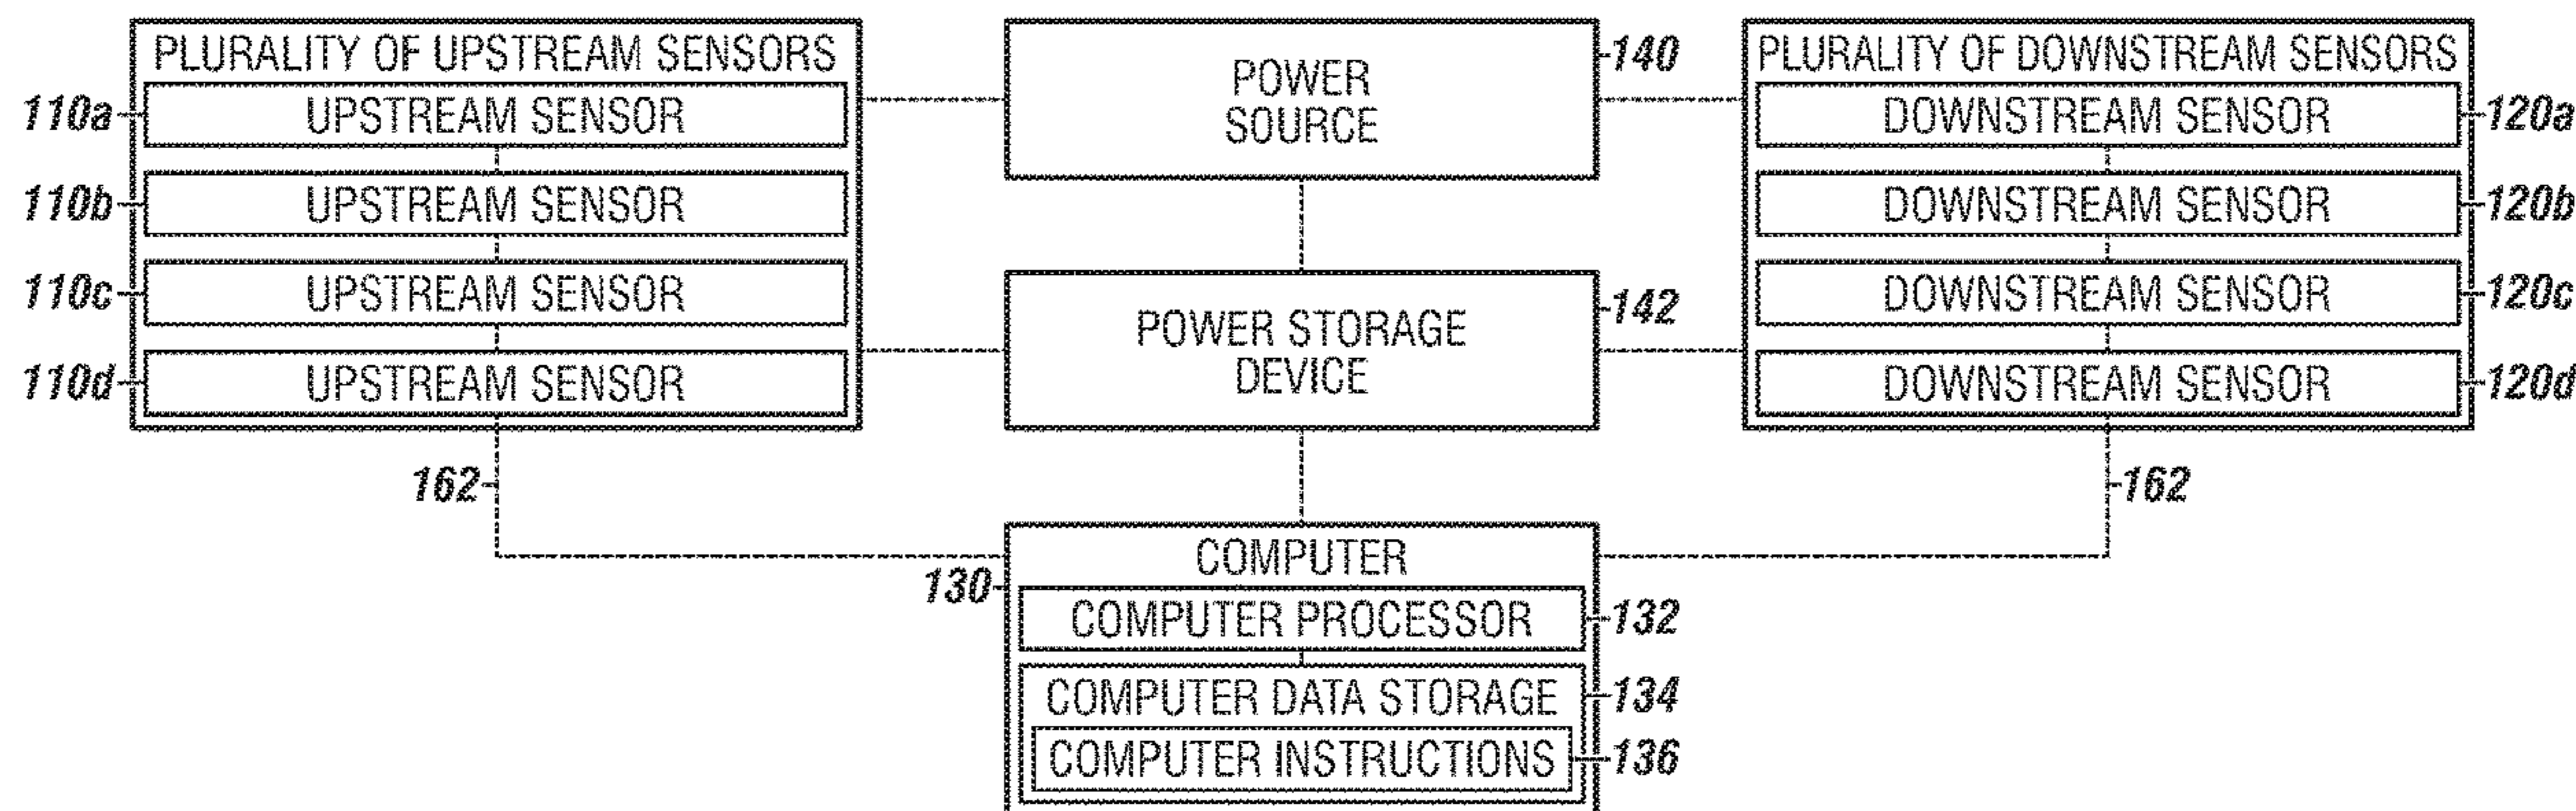 PLURALITY OF UPSTREAM SENSORS
110a
UPSTREAM SENSOR
110b
UPSTREAM SENSOR
110c
UPSTREAM SENSOR
110d
UPSTREAM SENSOR
162
POWER
SOURCE
140
POWER STORAGE
DEVICE
142
PLURALITY OF DOWNSTREAM SENSORS
DOWNSTREAM SENSOR
120a
DOWNSTREAM SENSOR
120b
DOWNSTREAM SENSOR
120c
DOWNSTREAM SENSOR
120d
162
130
COMPUTER
COMPUTER PROCESSOR
132
COMPUTER DATA STORAGE
134
COMPUTER INSTRUCTIONS
136